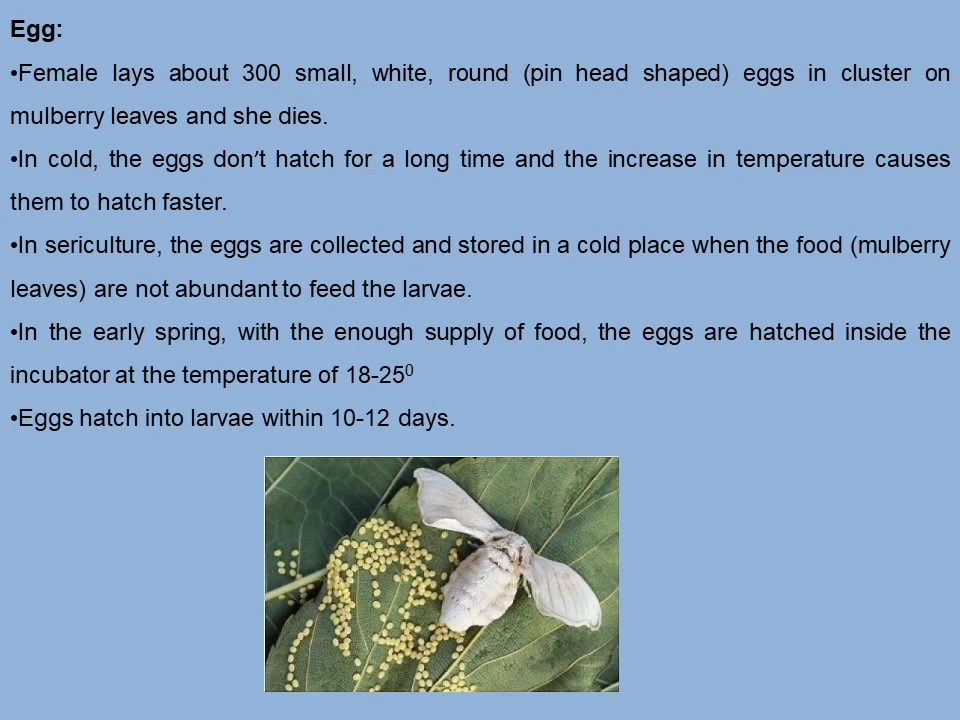 Egg:
•Female lays about 300 small, white, round (pin head shaped) eggs in cluster on
mulberry leaves and she dies.
•In cold, the eggs don’t hatch for a long time and the increase in temperature causes
them to hatch faster.
•In sericulture, the eggs are collected and stored in a cold place when the food (mulberry
leaves) are not abundant to feed the larvae.
•In the early spring, with the enough supply of food, the eggs are hatched inside the
incubator at the temperature of 18-25⁰
•Eggs hatch into larvae within 10-12 days.